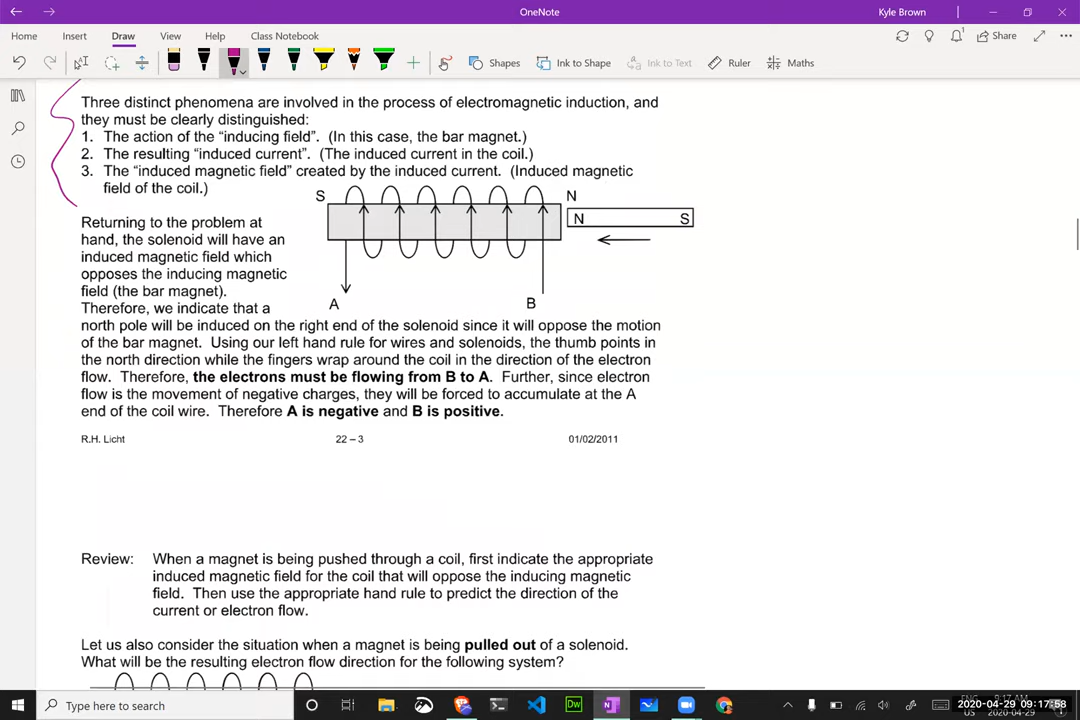 OneNote
Kyle Brown
Home Insert Draw View Help Class Notebook
Share
Shapes Ink to Shape Ink to Text Ruler Maths
Three distinct phenomena are involved in the process of electromagnetic induction, and
they must be clearly distinguished:
1. The action of the “inducing field”. (In this case, the bar magnet.)
2. The resulting “induced current”. (The induced current in the coil.)
3. The “induced magnetic field” created by the induced current. (Induced magnetic
field of the coil.)
S N
N S
A B
Returning to the problem at
hand, the solenoid will have an
induced magnetic field which
opposes the inducing magnetic
field (the bar magnet).
Therefore, we indicate that a
north pole will be induced on the right end of the solenoid since it will oppose the motion
of the bar magnet. Using our left hand rule for wires and solenoids, the thumb points in
the north direction while the fingers wrap around the coil in the direction of the electron
flow. Therefore, the electrons must be flowing from B to A. Further, since electron
flow is the movement of negative charges, they will be forced to accumulate at the A
end of the coil wire. Therefore A is negative and B is positive.
R.H. Licht 22 – 3 01/02/2011
Review: When a magnet is being pushed through a coil, first indicate the appropriate
induced magnetic field for the coil that will oppose the inducing magnetic
field. Then use the appropriate hand rule to predict the direction of the
current or electron flow.
Let us also consider the situation when a magnet is being pulled out of a solenoid.
What will be the resulting electron flow direction for the following system?
Type here to search
Dw
2020-04-29 09:17:58